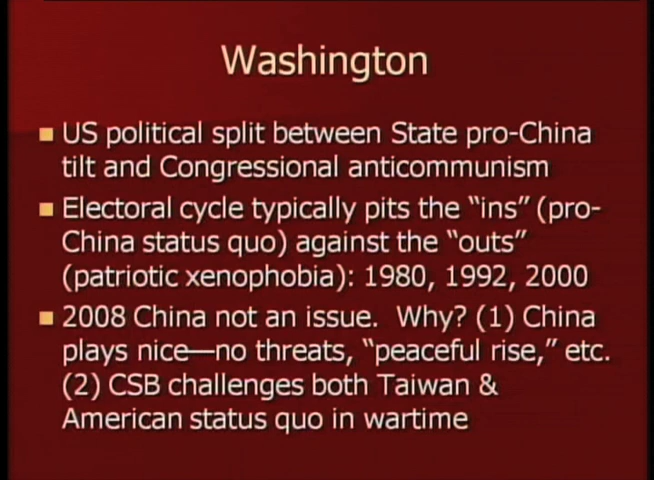 Washington
US political split between State pro-China
tilt and Congressional anticommunism
Electoral cycle typically pits the “ins” (pro-
China status quo) against the “outs”
(patriotic xenophobia): 1980, 1992, 2000
2008 China not an issue.  Why? (1) China
plays nice—no threats, “peaceful rise,” etc.
(2) CSB challenges both Taiwan &
American status quo in wartime